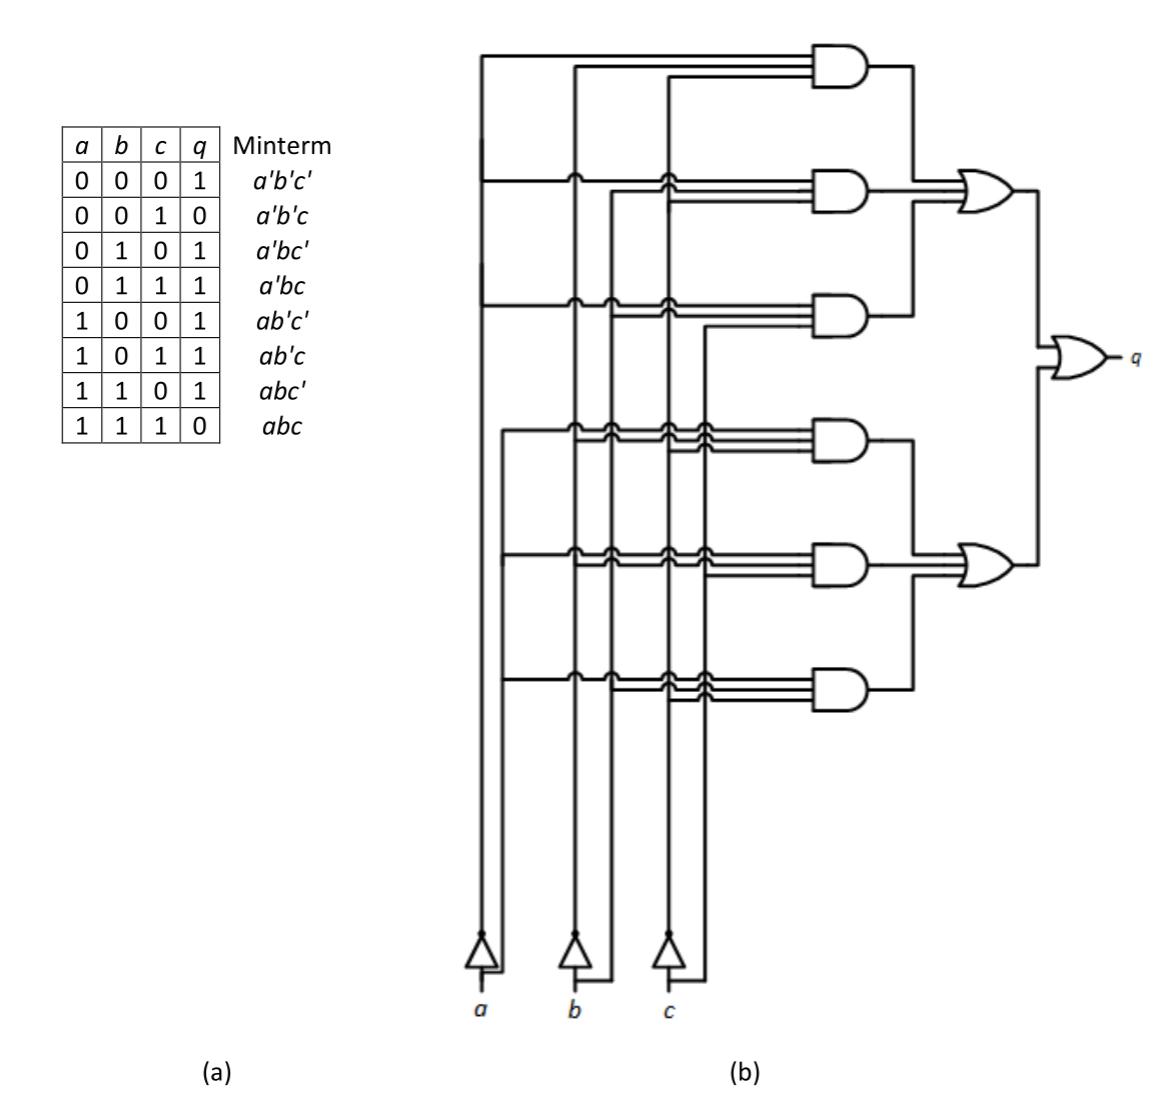 a b c q Minterm
0 0 0 1 a'b'c'
0 0 1 0 a'b'c
0 1 0 1 a'bc'
0 1 1 1 a'bc
1 0 0 1 ab'c'
1 0 1 1 ab'c
1 1 0 1 abc'
1 1 1 0 abc
q
a b c
(a) (b)